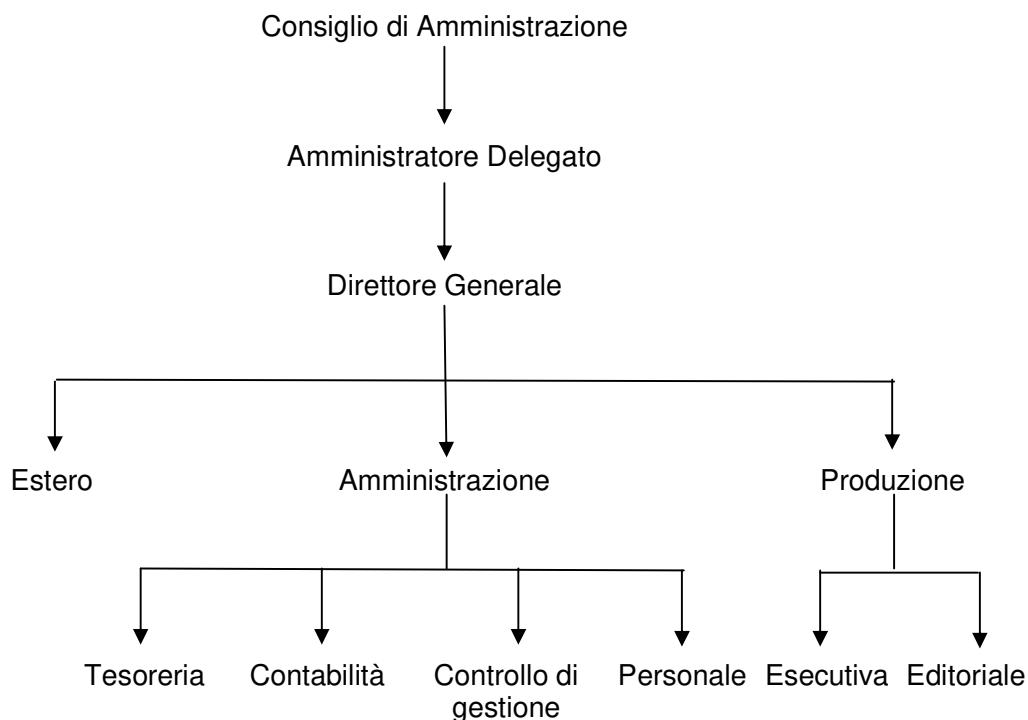 Consiglio di Amministrazione
Amministratore Delegato
Direttore Generale
Estero
Amministrazione
Produzione
Tesoreria
Contabilità
Controllo di
gestione
Personale
Esecutiva
Editoriale